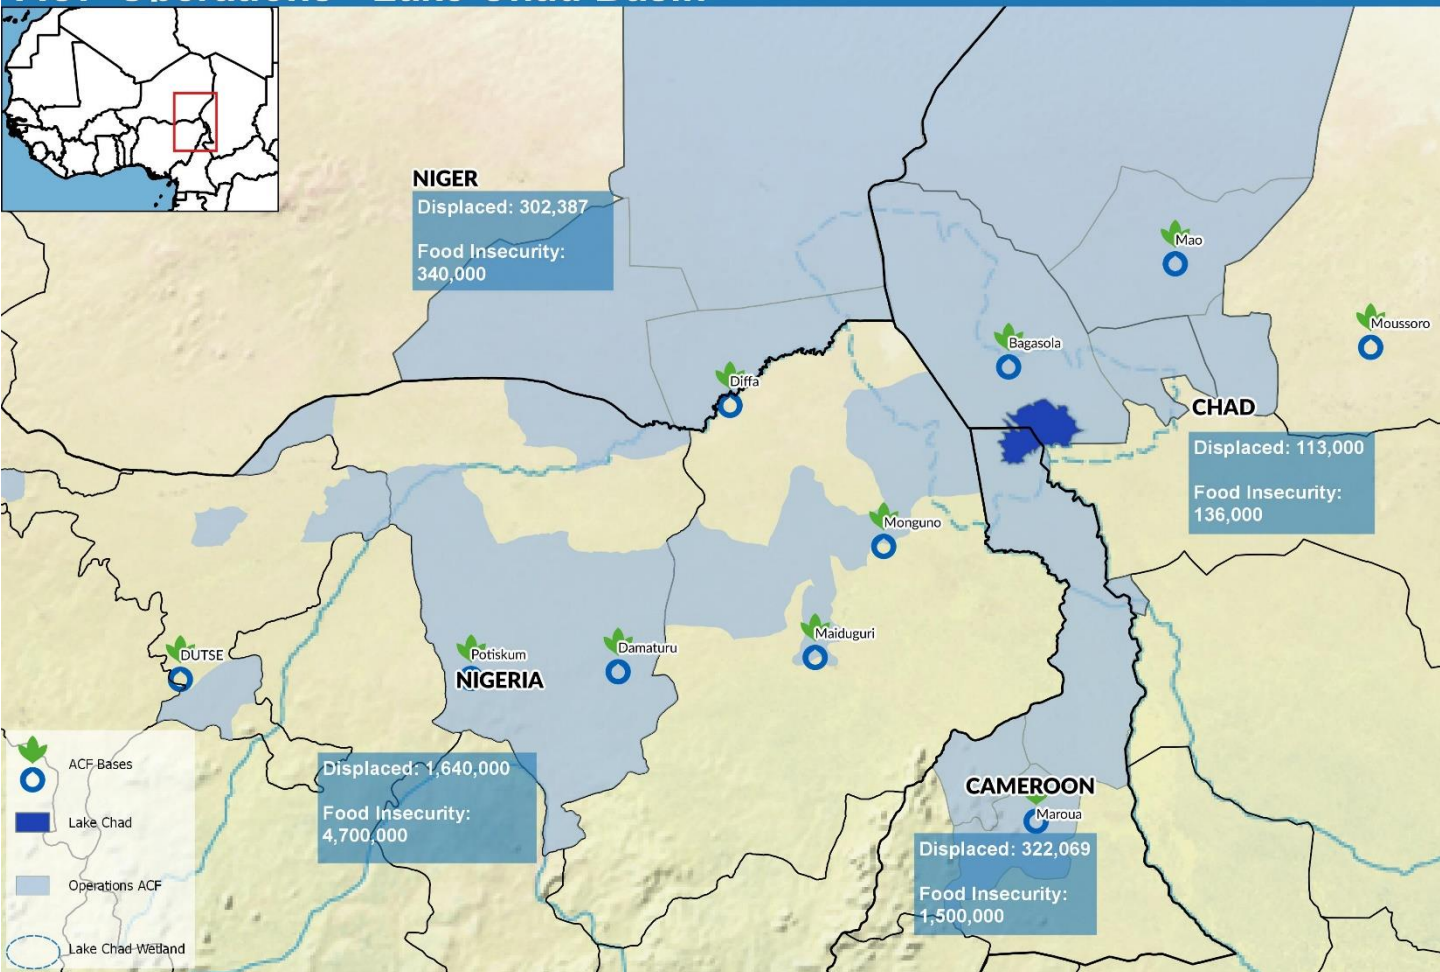 NIGER
Displaced: 302,387
Food Insecurity:
340,000
Mao
Moussoro
Bagasola
Diffa
CHAD
Displaced: 113,000
Food Insecurity:
136,000
Monguno
Maiduguri
Damaturu
Potiskum
DUTSE
NIGERIA
Displaced: 1,640,000
Food Insecurity:
4,700,000
CAMEROON
Maroua
Displaced: 322,069
Food Insecurity:
1,500,000
ACF Bases
Lake Chad
Operations ACF
Lake Chad Wetland